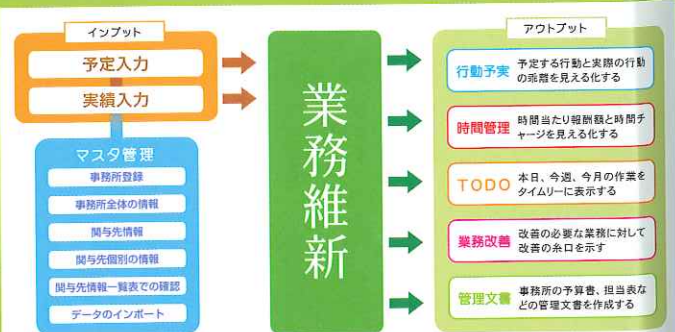 インプット
予定入力
実績入力
マスタ管理
事務所登録
事務所全体の情報
関与先情報
関与先個別の情報
関与先情報一覧表での確認
データのインポート
業務維新
アウトプット
行動予実 予定する行動と実際の行動
の乖離を見える化する
時間管理 時間当たり報酬額と時間チ
ャージを見える化する
TODO 本日、今週、今月の作業を
タイムリーに表示する
業務改善 改善の必要な業務に対して
改善の糸口を示す
管理文書 事務所の予算書、担当表な
どの管理文書を作成する